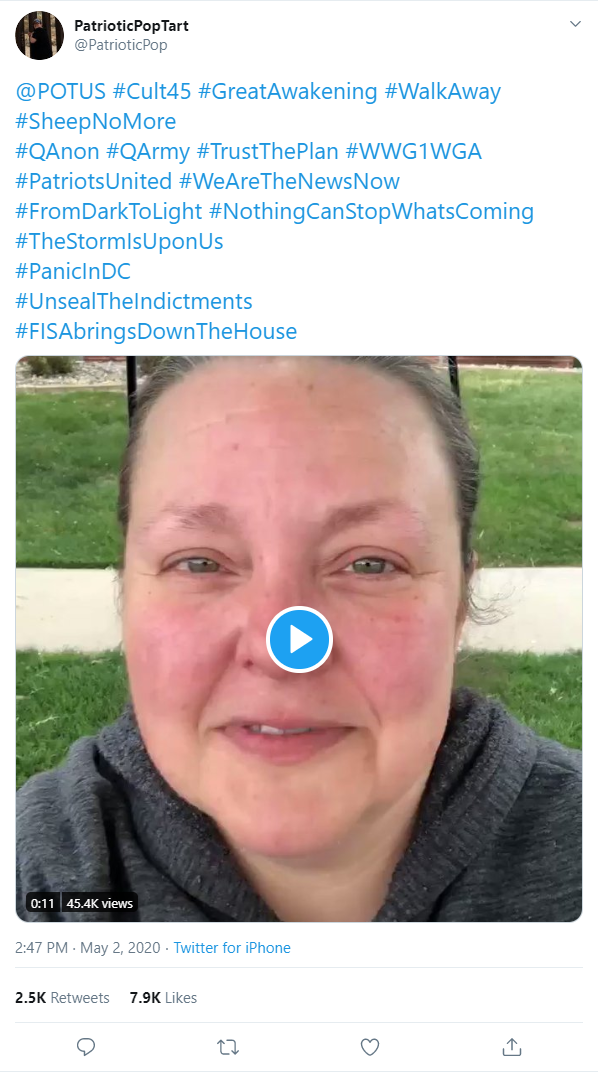 PatrioticPopTart
@PatrioticPop
@POTUS #Cult45 #GreatAwakening #WalkAway
#SheepNoMore
#QAnon #QArmy #TrustThePlan #WWG1WGA
#PatriotsUnited #WeAreTheNewsNow
#FromDarkToLight #NothingCanStopWhatsComing
#TheStormIsUponUs
#PanicInDC
#UnsealTheIndictments
#FISAbringsDownTheHouse
0:11 45.4K views
2:47 PM · May 2, 2020 · Twitter for iPhone
2.5K Retweets 7.9K Likes